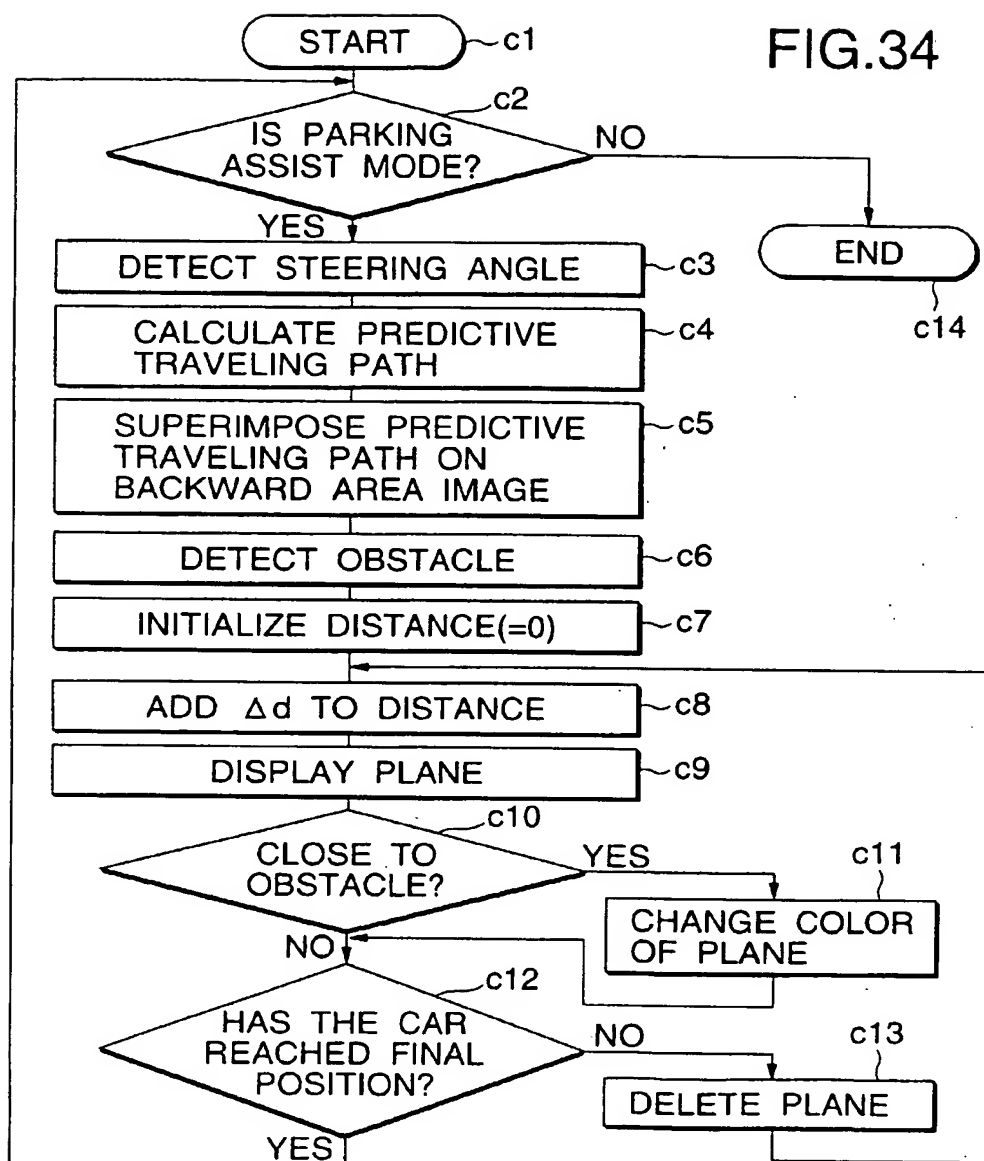 FIG.34
START
c1
c2
IS PARKING
ASSIST MODE?
NO
YES
END
c14
DETECT STEERING ANGLE
c3
CALCULATE PREDICTIVE
TRAVELING PATH
c4
SUPERIMPOSE PREDICTIVE
TRAVELING PATH ON
BACKWARD AREA IMAGE
c5
DETECT OBSTACLE
c6
INITIALIZE DISTANCE(=0)
c7
ADD Δd TO DISTANCE
c8
DISPLAY PLANE
c9
c10
CLOSE TO
OBSTACLE?
YES
c11
CHANGE COLOR
OF PLANE
NO
c12
HAS THE CAR
REACHED FINAL
POSITION?
NO
c13
DELETE PLANE
YES